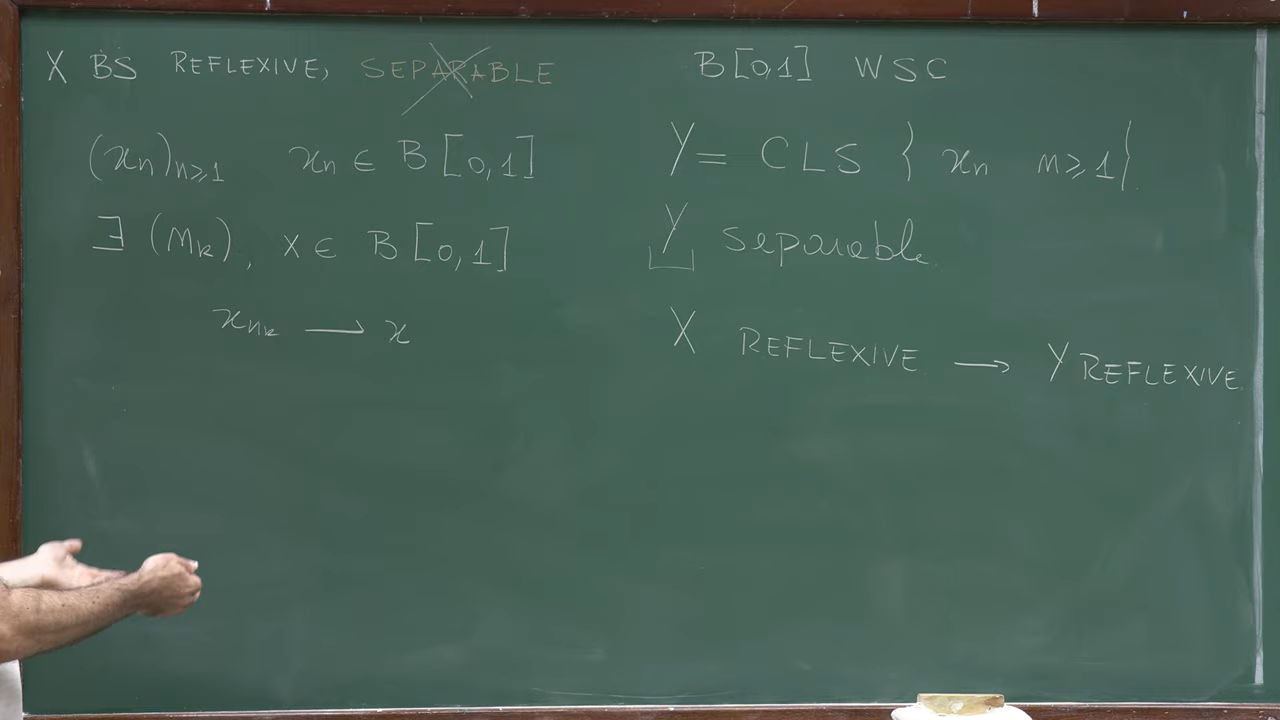 X BS REFLEXIVE, SEPARABLE
(xn)n≥1 xn ∈ B[0,1]
∃ (nk), x ∈ B[0,1]
xnk → x
B[0,1] WSC
Y = CLS { xn n≥1}
Y separable
X REFLEXIVE → Y REFLEXIVE.